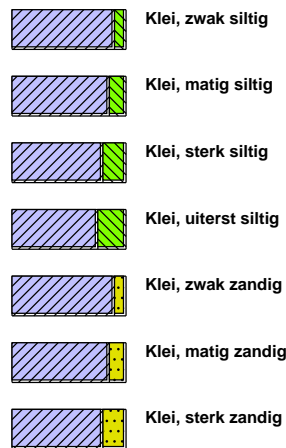 Klei, zwak siltig
Klei, matig siltig
Klei, sterk siltig
Klei, uiterst siltig
Klei, zwak zandig
Klei, matig zandig
Klei, sterk zandig